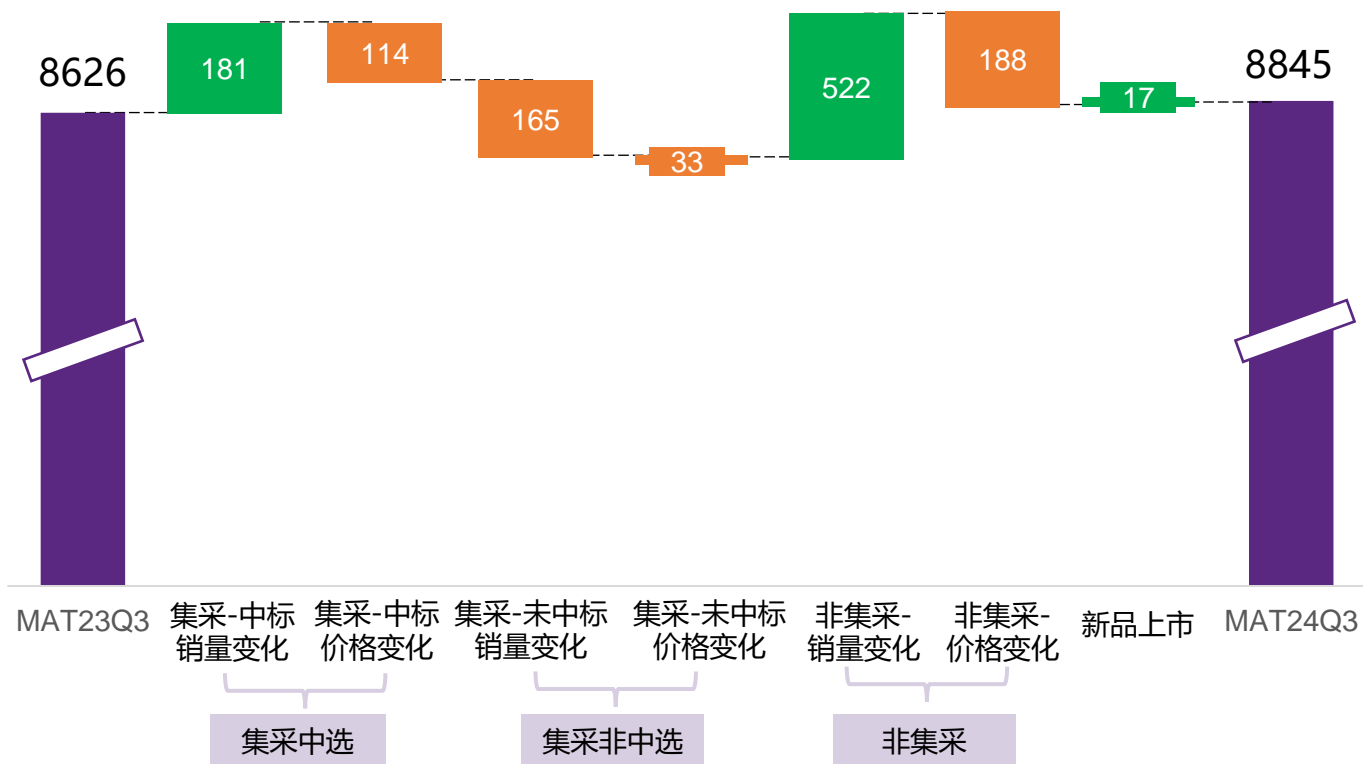 8626
181
114
165
33
522
188
17
8845
MAT23Q3
集采-中标
销量变化
集采-中标
价格变化
集采-未中标
销量变化
集采-未中标
价格变化
非集采-
销量变化
非集采-
价格变化
新品上市
MAT24Q3
集采中选
集采非中选
非集采